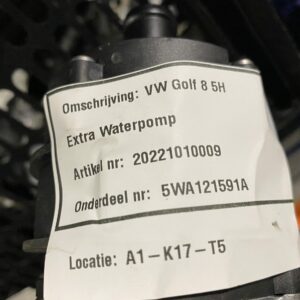 Omschrijving: VW Golf 8 5H
Extra Waterpomp
Artikel nr: 20221010009
Onderdeel nr: 5WA121591A
Locatie: A1-K17-T5